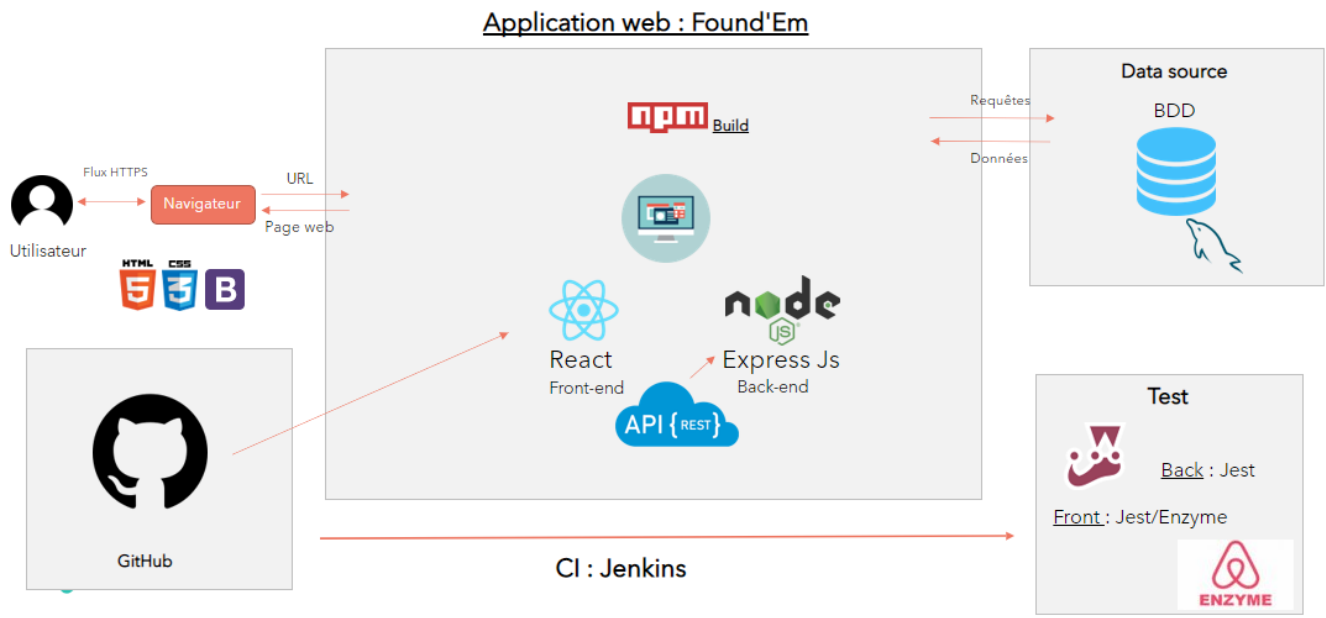 Application web : Found'Em
Data source
BDD
npm
Build
Requêtes
Données
Flux HTTPS
URL
Navigateur
Page web
Utilisateur
HTML
5
CSS
3
B
node
JS
React
Front-end
Express Js
Back-end
API {REST}
GitHub
CI : Jenkins
Test
Back : Jest
Front : Jest/Enzyme
ENZYME